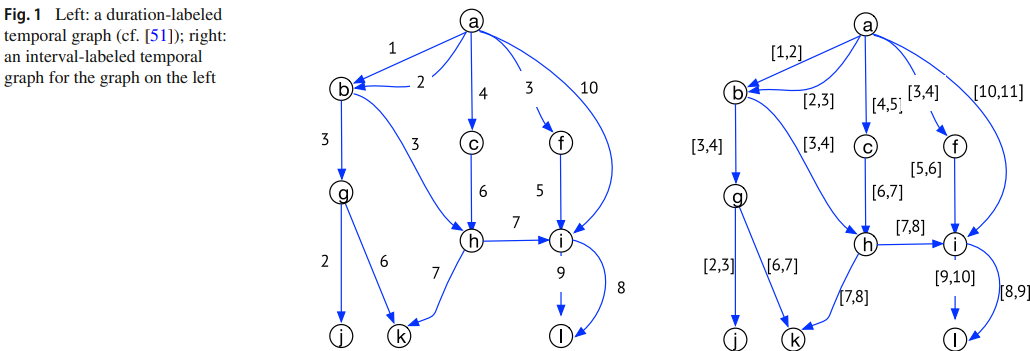 Fig. 1 Left: a duration-labeled
temporal graph (cf. [51]); right:
an interval-labeled temporal
graph for the graph on the left
a
1
2
4
3
10
b
3
3
c
f
6
5
g
7
h
i
2
6
7
9
8
j
k
l
a
[1,2]
[2,3]
[4,5]
[3,4]
[10,11]
b
[3,4]
[3,4]
c
f
[5,6]
[6,7]
g
[7,8]
h
i
[2,3]
[6,7]
[7,8]
[9,10]
[8,9]
j
k
l